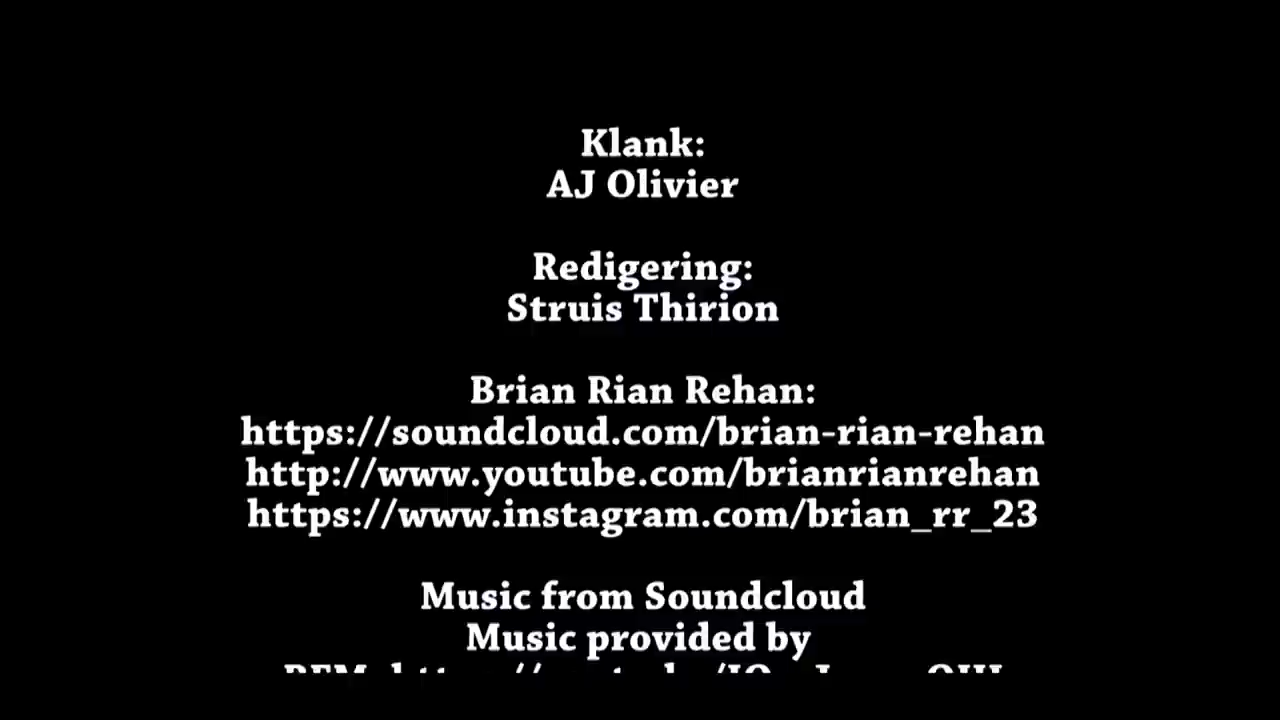 Klank:
AJ Olivier
Redigering:
Struis Thirion
Brian Rian Rehan:
https://soundcloud.com/brian-rian-rehan
http://www.youtube.com/brianrianrehan
https://www.instagram.com/brian_rr_23
Music from Soundcloud
Music provided by